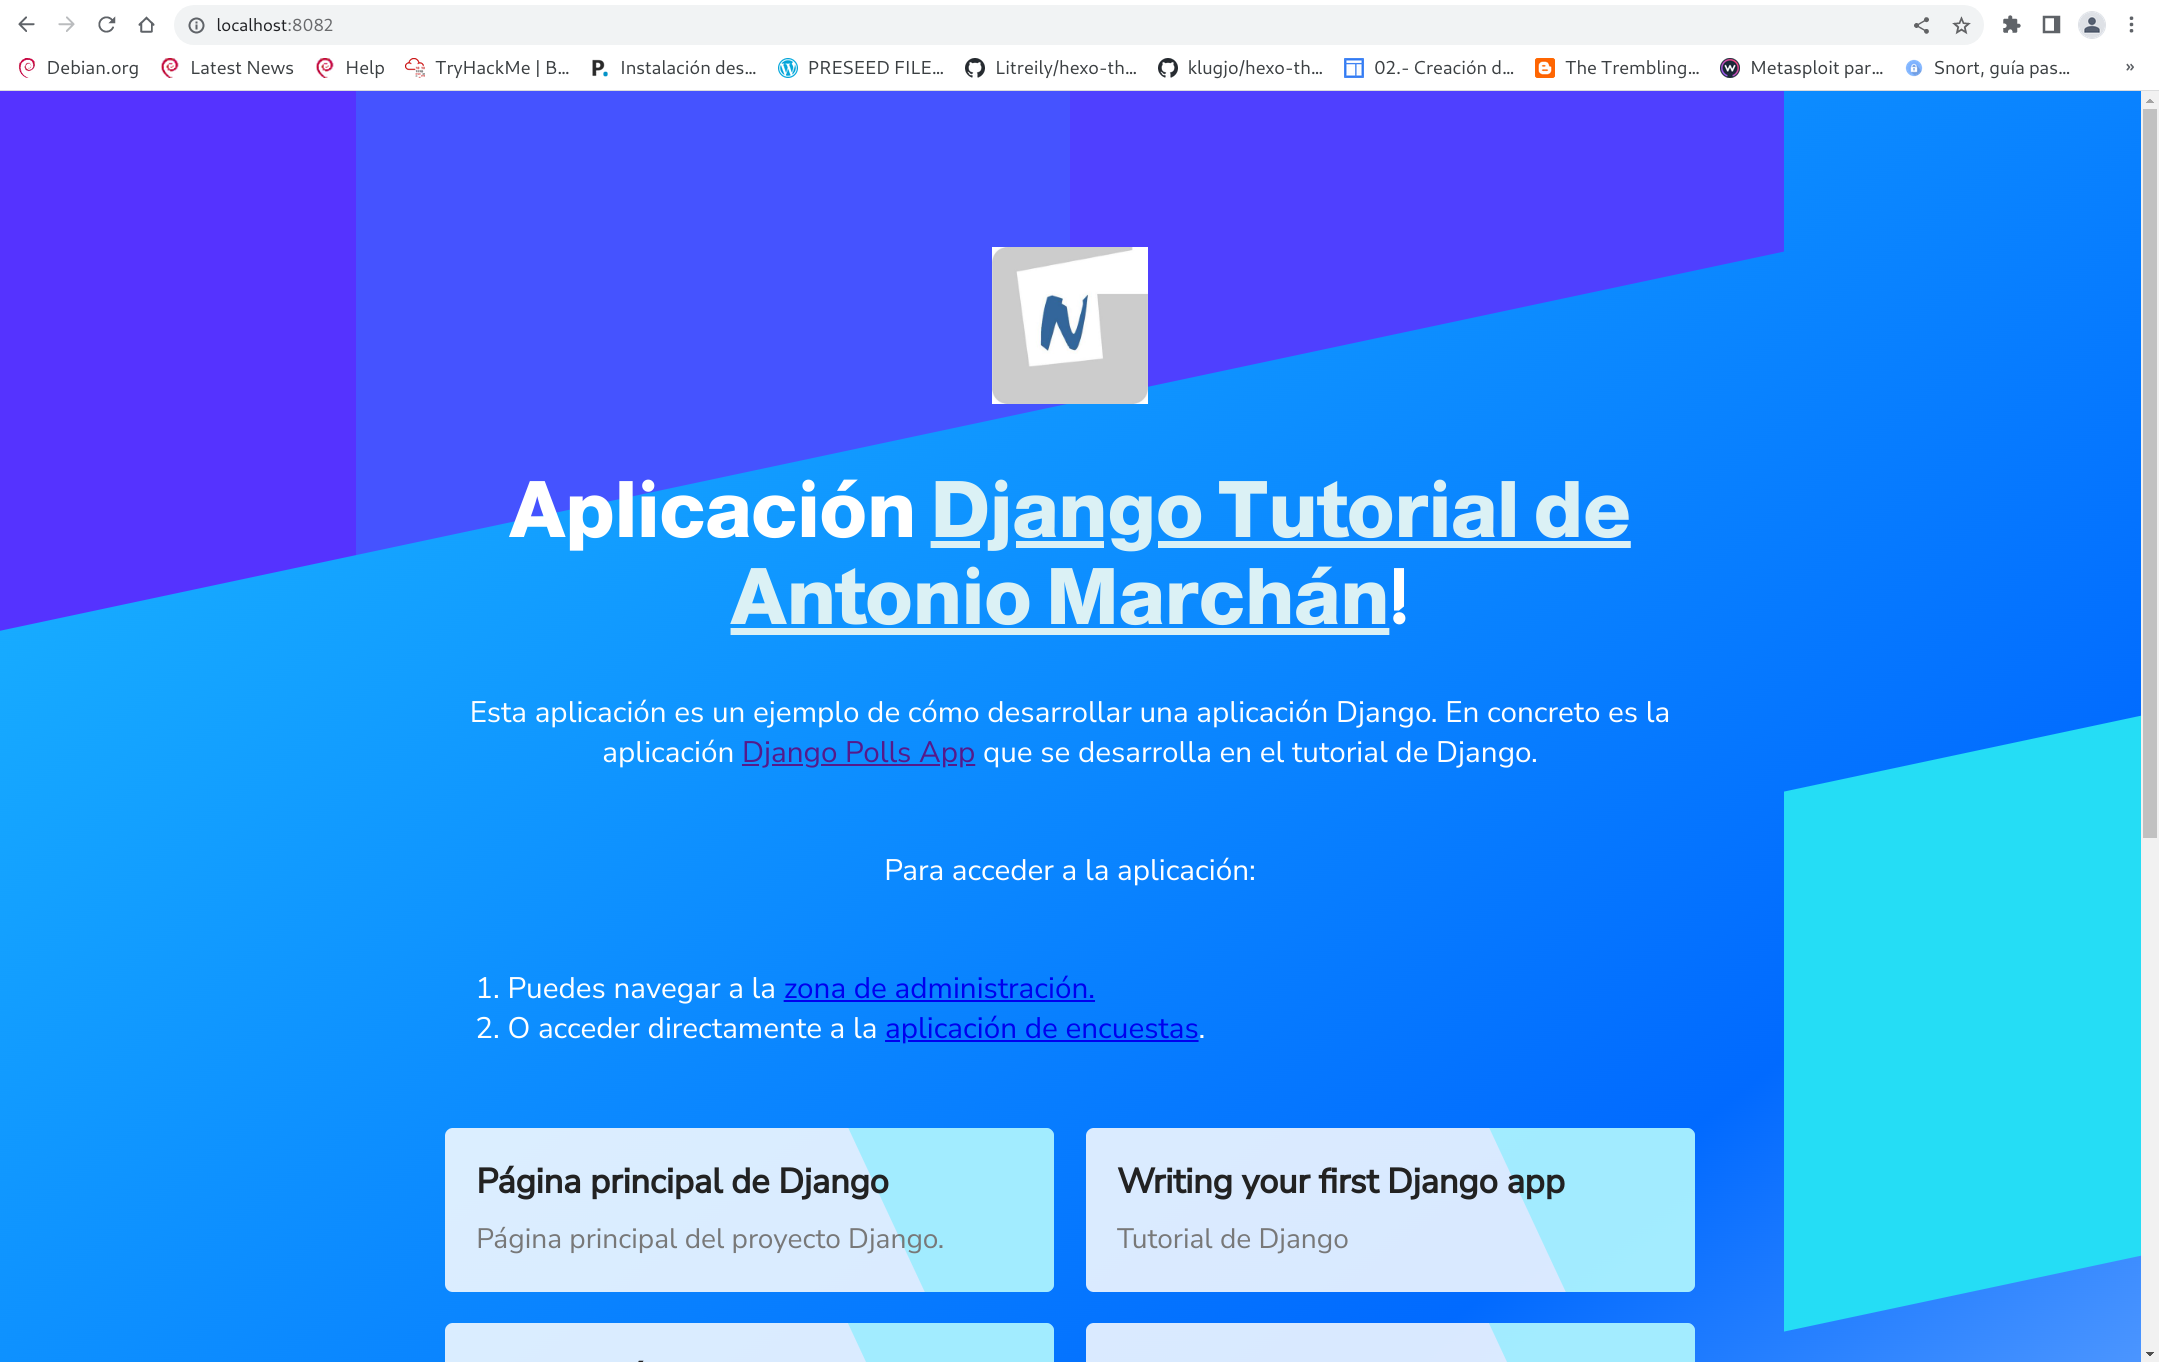 localhost:8082
Debian.org Latest News Help TryHackMe | B... Instalación des... PRESEED FILE... Litreily/hexo-th... klugjo/hexo-th... 02.- Creación d... The Trembling... Metasploit par... Snort, guía pas... »
N
Aplicación Django Tutorial de
Antonio Marchán!
Esta aplicación es un ejemplo de cómo desarrollar una aplicación Django. En concreto es la
aplicación Django Polls App que se desarrolla en el tutorial de Django.
Para acceder a la aplicación:
1. Puedes navegar a la zona de administración.
2. O acceder directamente a la aplicación de encuestas.
Página principal de Django
Página principal del proyecto Django.
Writing your first Django app
Tutorial de Django